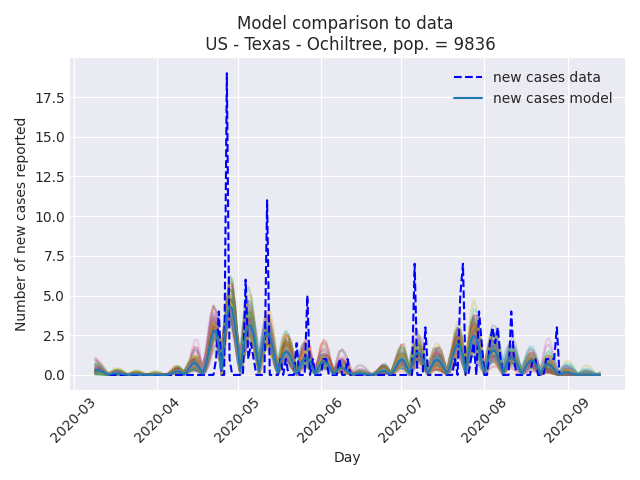 Model comparison to data
US - Texas - Ochiltree, pop. = 9836
new cases data
new cases model
Number of new cases reported
17.5
15.0
12.5
10.0
7.5
5.0
2.5
0.0
2020-03
2020-04
2020-05
2020-06
2020-07
2020-08
2020-09
Day